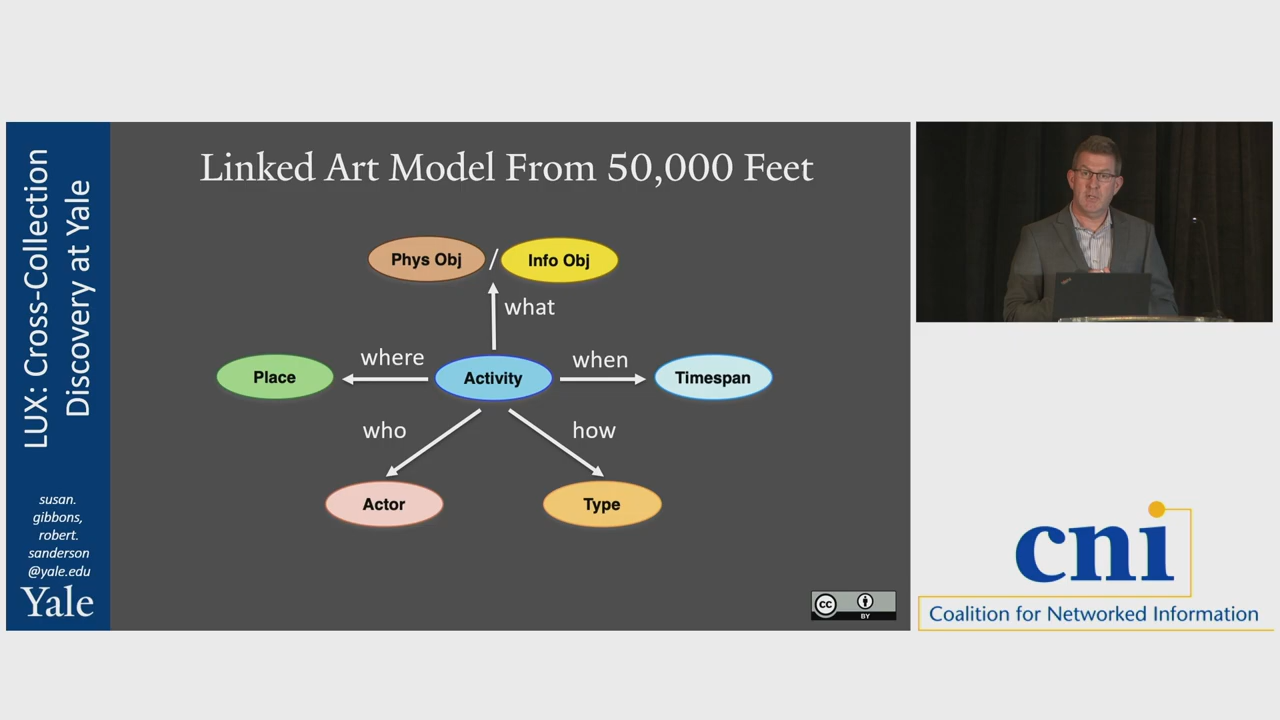 LUX: Cross-Collection
Discovery at Yale
susan.
gibbons,
robert.
sanderson
@yale.edu
Yale
Linked Art Model From 50,000 Feet
Phys Obj / Info Obj
what
where
when
Place
Activity
Timespan
who
how
Actor
Type
cc
BY
cni
Coalition for Networked Information